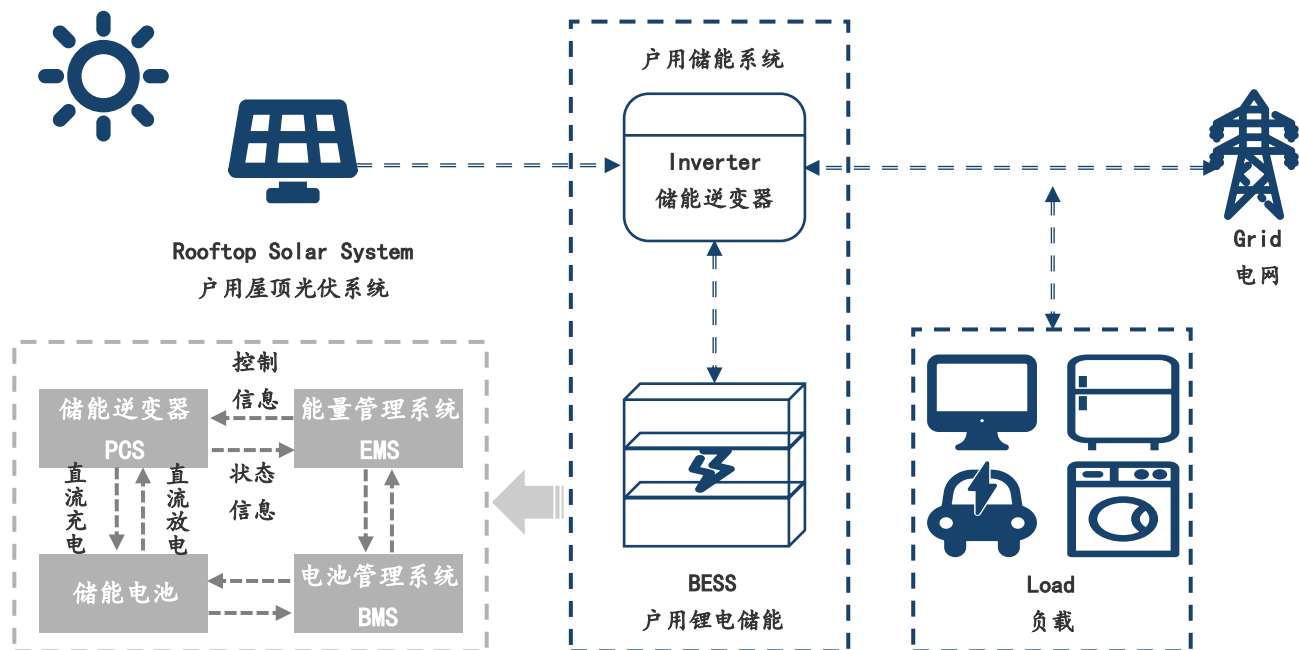 户用储能系统
Inverter
储能逆变器
Rooftop Solar System
户用屋顶光伏系统
Grid
电网
控制
信息
储能逆变器
PCS
能量管理系统
EMS
状态
信息
直流充电
直流放电
储能电池
电池管理系统
BMS
BESS
户用锂电储能
Load
负载